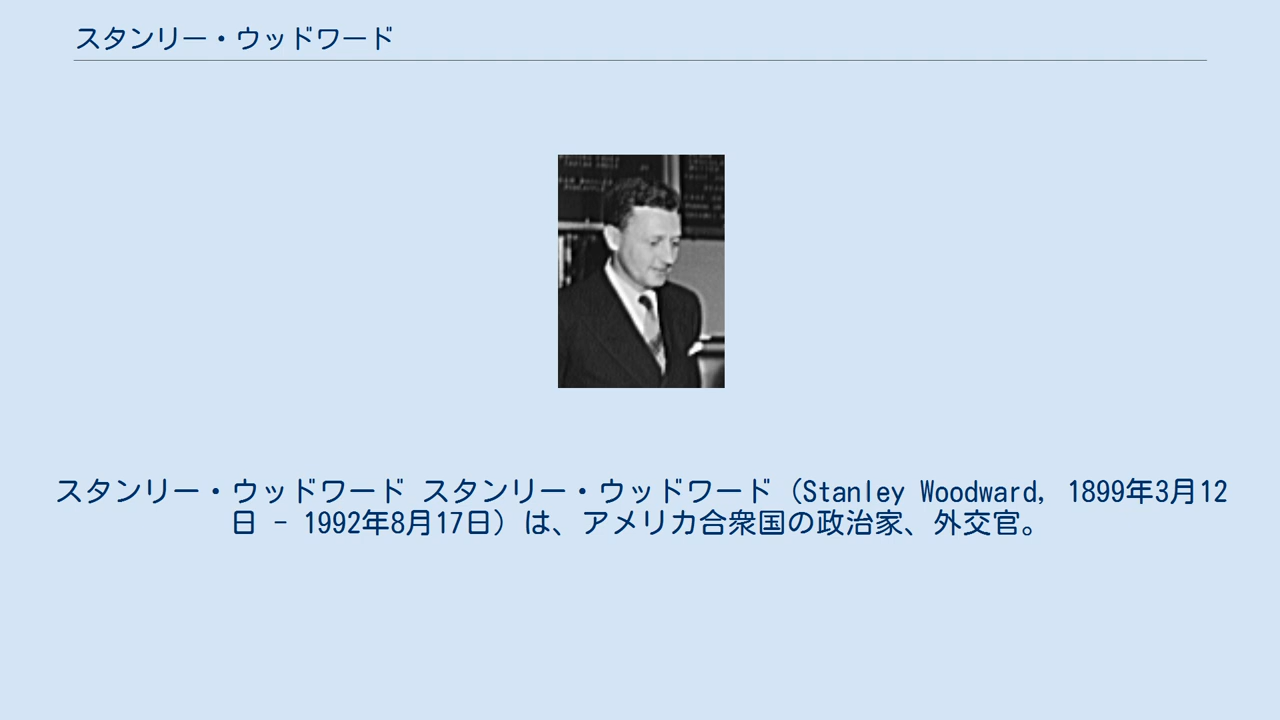 スタンリー・ウッドワード
スタンリー・ウッドワード スタンリー・ウッドワード（Stanley Woodward, 1899年3月12
日 - 1992年8月17日）は、アメリカ合衆国の政治家、外交官。